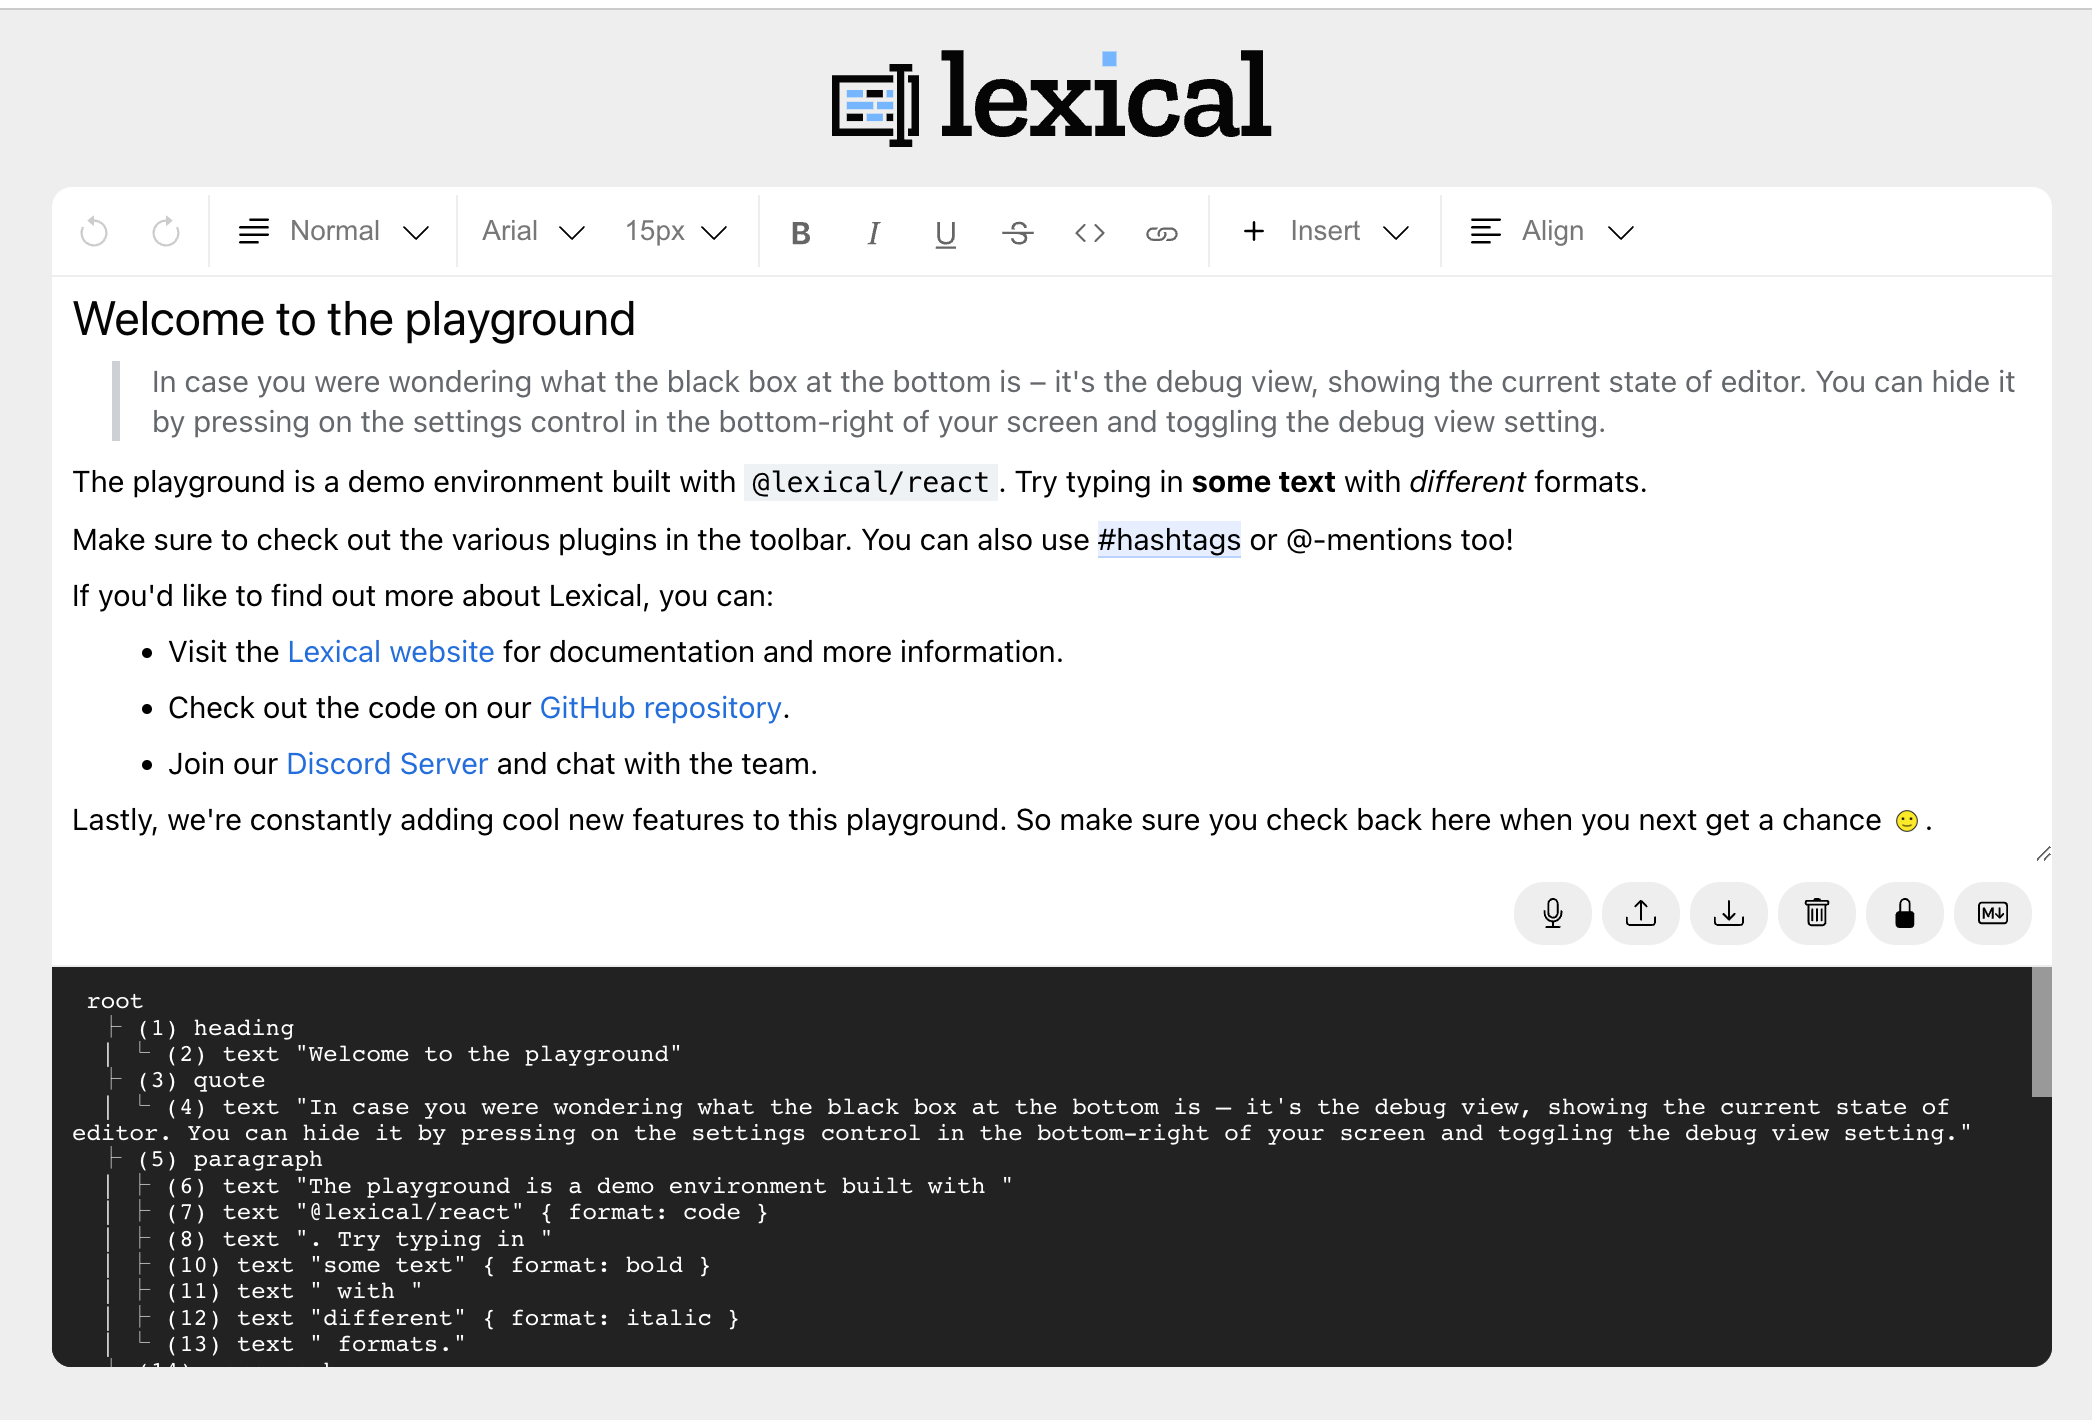 lexical
Normal Arial 15px B I U S <> Insert Align
Welcome to the playground
In case you were wondering what the black box at the bottom is – it's the debug view, showing the current state of editor. You can hide it
by pressing on the settings control in the bottom-right of your screen and toggling the debug view setting.
The playground is a demo environment built with @lexical/react. Try typing in some text with different formats.
Make sure to check out the various plugins in the toolbar. You can also use #hashtags or @-mentions too!
If you'd like to find out more about Lexical, you can:
• Visit the Lexical website for documentation and more information.
• Check out the code on our GitHub repository.
• Join our Discord Server and chat with the team.
Lastly, we're constantly adding cool new features to this playground. So make sure you check back here when you next get a chance 🙂.
M↓
root
├ (1) heading
│ └ (2) text "Welcome to the playground"
├ (3) quote
│ └ (4) text "In case you were wondering what the black box at the bottom is – it's the debug view, showing the current state of
editor. You can hide it by pressing on the settings control in the bottom-right of your screen and toggling the debug view setting."
├ (5) paragraph
│ ├ (6) text "The playground is a demo environment built with "
│ ├ (7) text "@lexical/react" { format: code }
│ ├ (8) text ". Try typing in "
│ ├ (10) text "some text" { format: bold }
│ ├ (11) text " with "
│ ├ (12) text "different" { format: italic }
│ └ (13) text " formats."